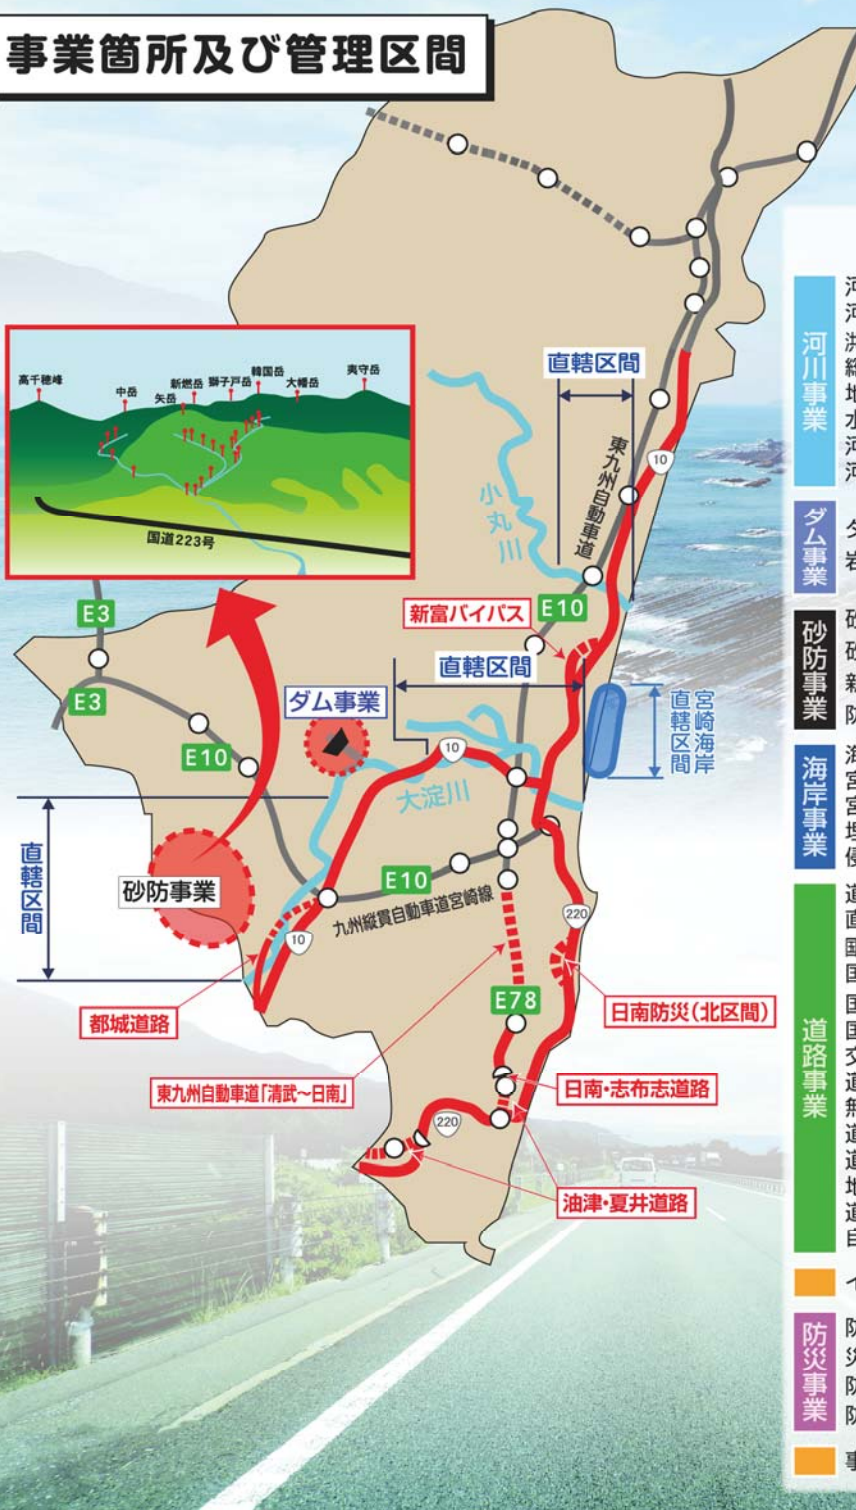 事業箇所及び管理区間
高千穂峰
中岳
矢岳
新燃岳
獅子戸岳
韓国岳
大幡岳
夷守岳
国道223号
直轄区間
東九州自動車道
10
小丸川
E3
E3
新富バイパス
E10
直轄区間
ダム事業
宮崎海岸
直轄区間
E10
10
大淀川
直轄区間
砂防事業
E10
九州縦貫自動車道宮崎線
10
220
都城道路
E78
日南防災(北区間)
東九州自動車道「清武~日南」
日南・志布志道路
220
油津・夏井道路
河川事業
ダム事業
砂防事業
海岸事業
道路事業
防災事業